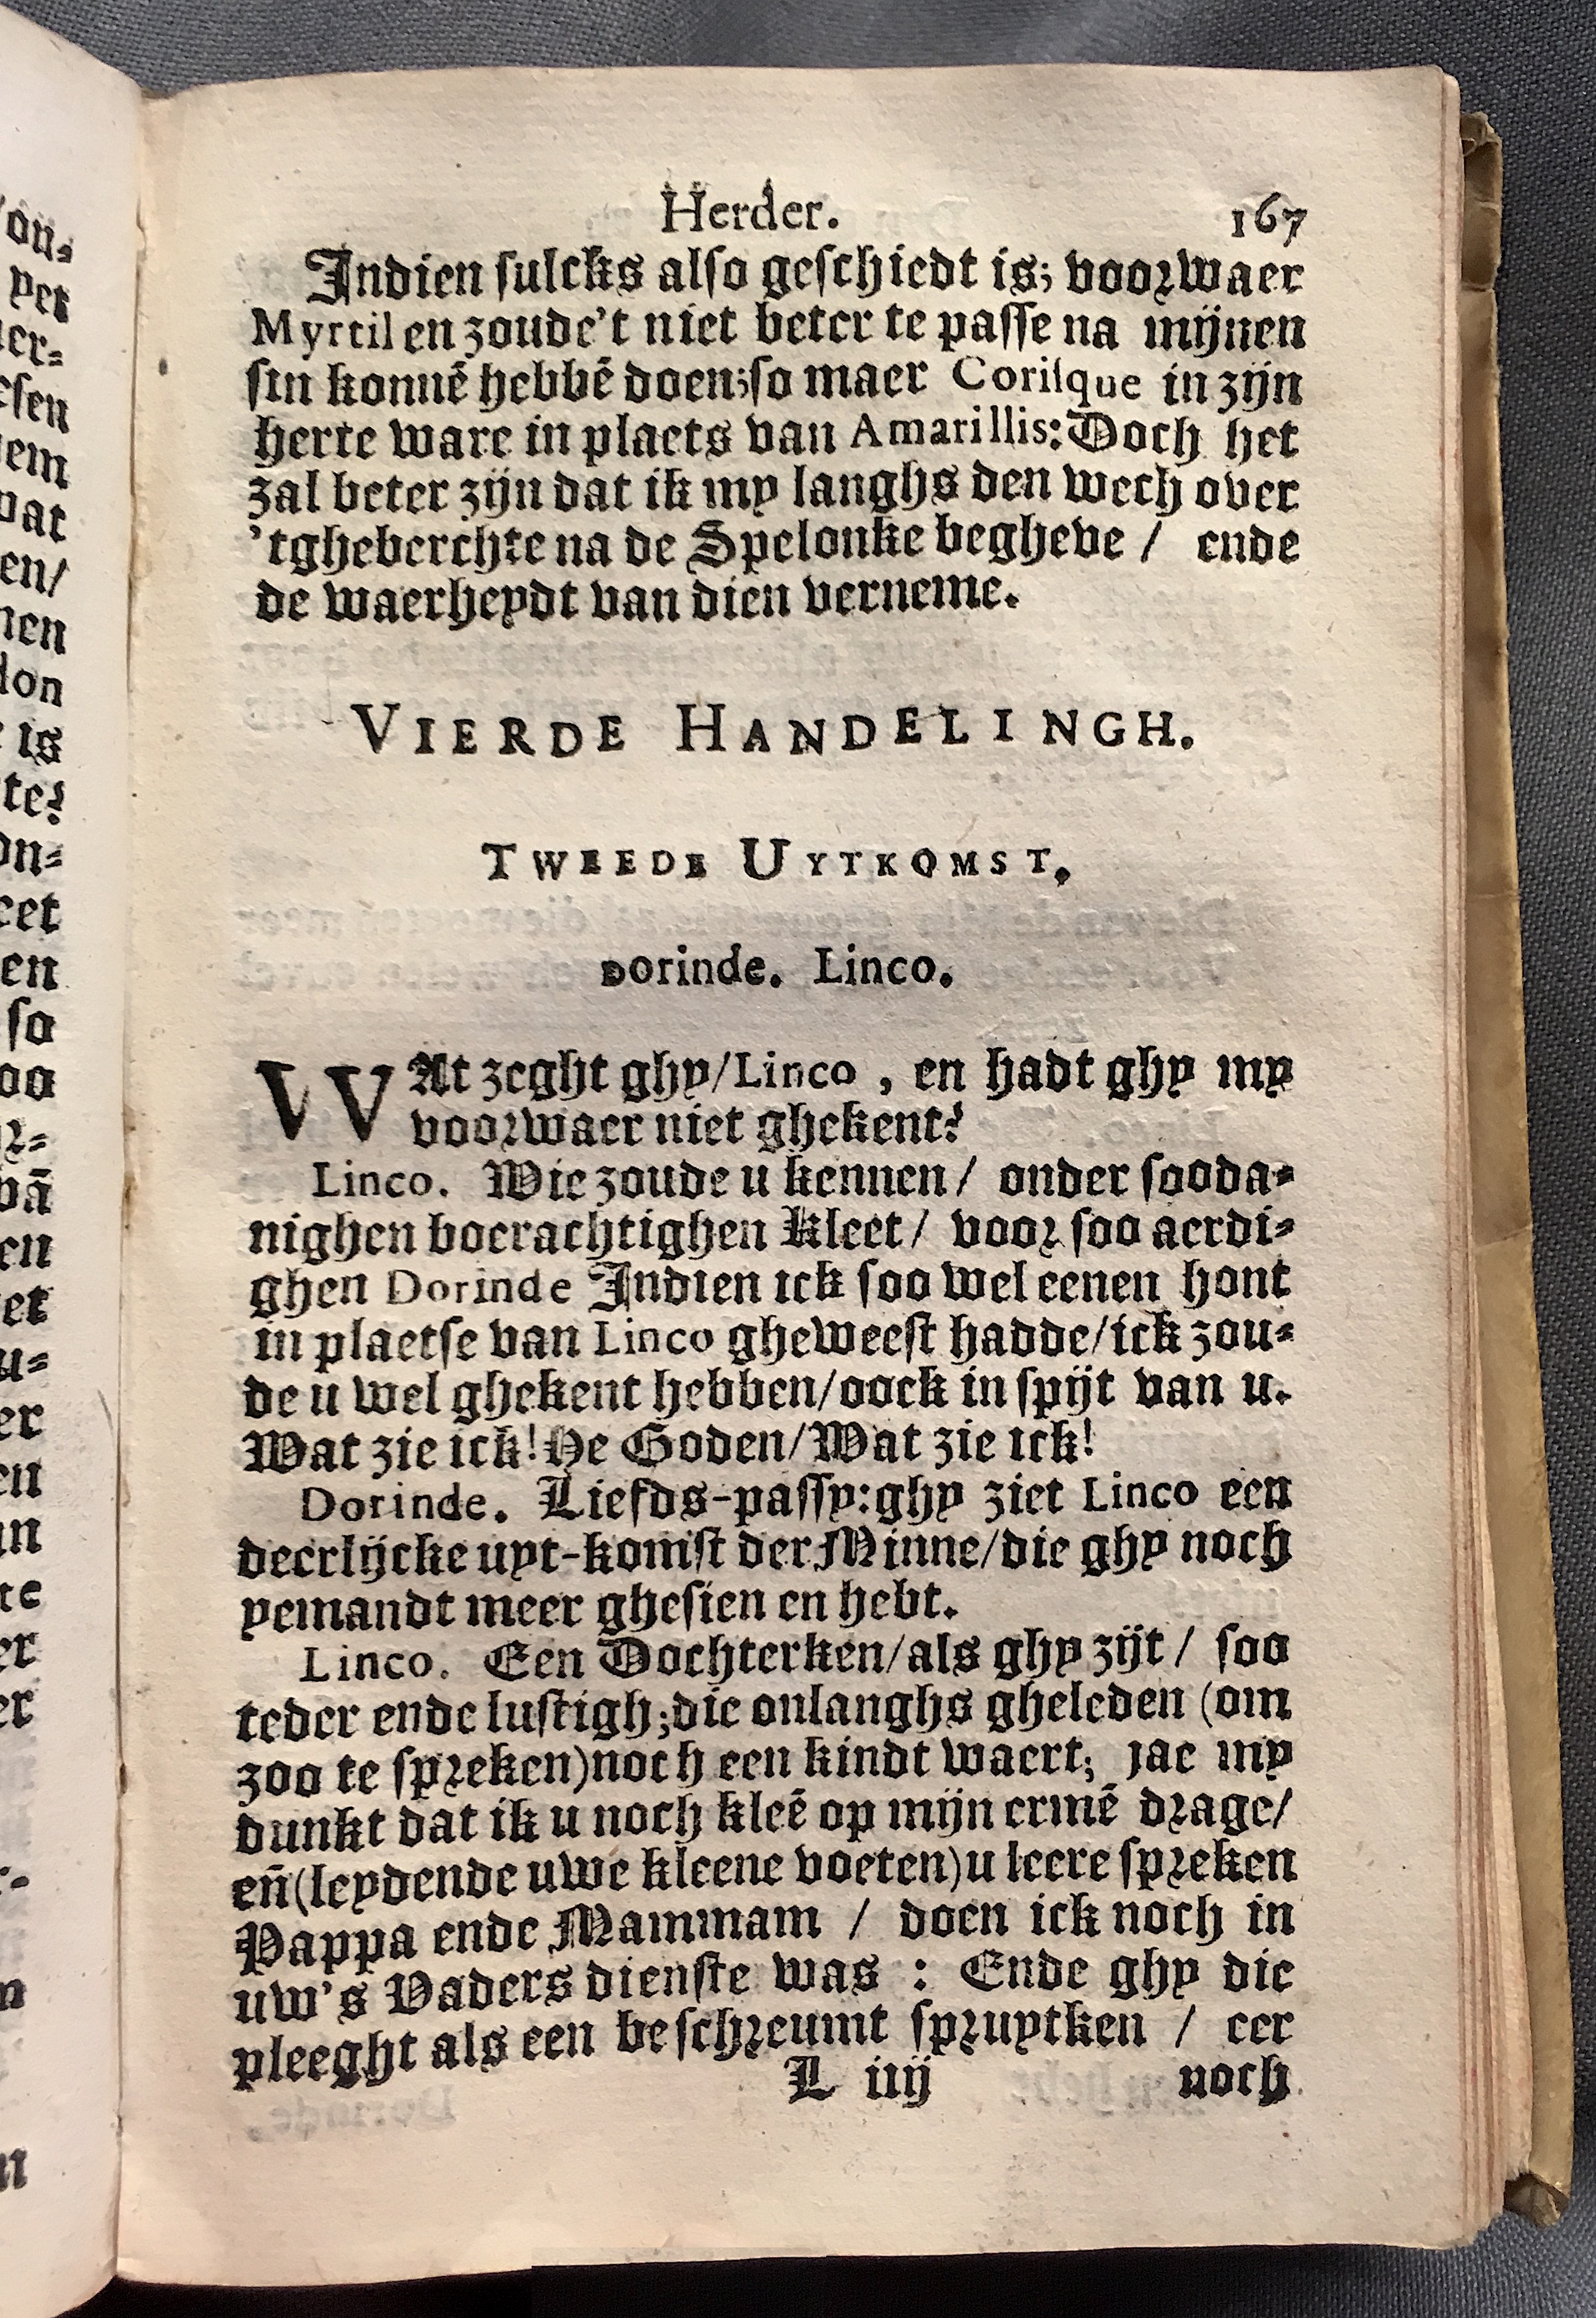 Herder. 167
Indien sulcks also geschiedt is; voorwaer
Myrtil en zoude't niet beter te passe na mijnen
sin konnē hebbē doen; so maer Corisque in zijn
herte ware in plaets van Amarillis: Doch het
zal beter zijn dat ik my langhs den wech over
'tgheberchte na de Spelonke begheve / ende
de waerheydt van dien verneme.
VIERDE HANDELINGH.
TWEEDE UYTKOMST.
Dorinde. Linco.
WAt zeght ghy / Linco, en hadt ghy my
voorwaer niet ghekent?
Linco. Wie zoude u kennen / onder sooda-
nighen boerachtighen kleet / voor soo aerdi-
ghen Dorinde Indien ick soo wel eenen hont
in plaetse van Linco gheweest hadde / ick zou-
de u wel ghekent hebben / oock in spijt van u.
Wat zie ick! He Goden / Wat zie ick!
Dorinde. Liefds-passy: ghy ziet Linco een
deerlijcke uyt-komst der Minne / die ghy noch
yemandt meer ghesien en hebt.
Linco. Een Dochterken / als ghy zijt / soo
teder ende lustigh; die onlanghs gheleden (om
zoo te spreken) noch een kindt waert; jae my
dunkt dat ik u noch kleē op mijn ermē drage /
eñ (leydende uwe kleene voeten) u leere spreken
Pappa ende Mammam / doen ick noch in
uw's Vaders dienste was : Ende ghy die
pleeght als een beschreumt spruytken / eer
L iiij noch